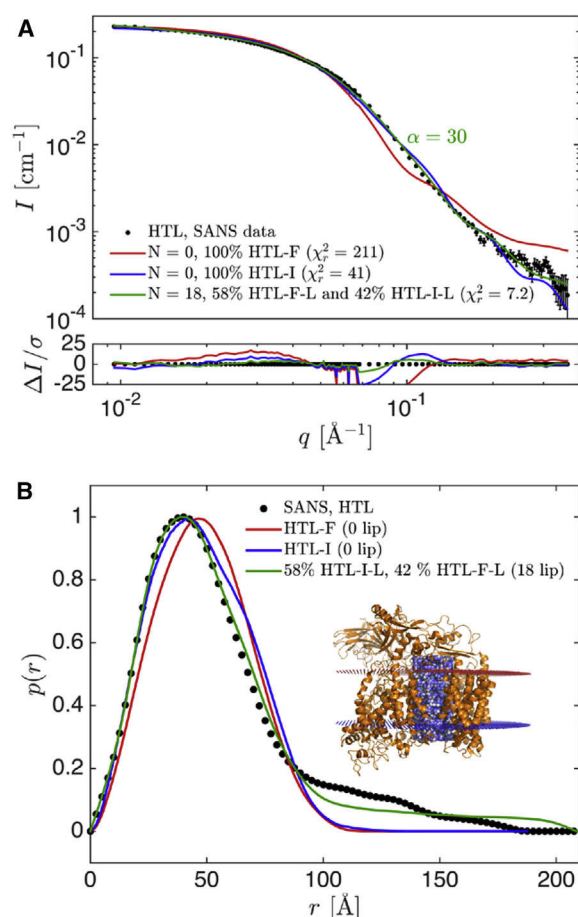 A
10⁻¹
10⁻²
10⁻³
10⁻⁴
I [cm⁻¹]
α = 30
HTL, SANS data
N = 0, 100% HTL-F (χ²ᵣ = 211)
N = 0, 100% HTL-I (χ²ᵣ = 41)
N = 18, 58% HTL-F-L and 42% HTL-I-L (χ²ᵣ = 7.2)
25
0
-25
ΔI/σ
10⁻²
10⁻¹
q [Å⁻¹]
B
SANS, HTL
HTL-F (0 lip)
HTL-I (0 lip)
58% HTL-I-L, 42 % HTL-F-L (18 lip)
1
0.8
0.6
0.4
0.2
0
p(r)
0
50
100
150
200
r [Å]